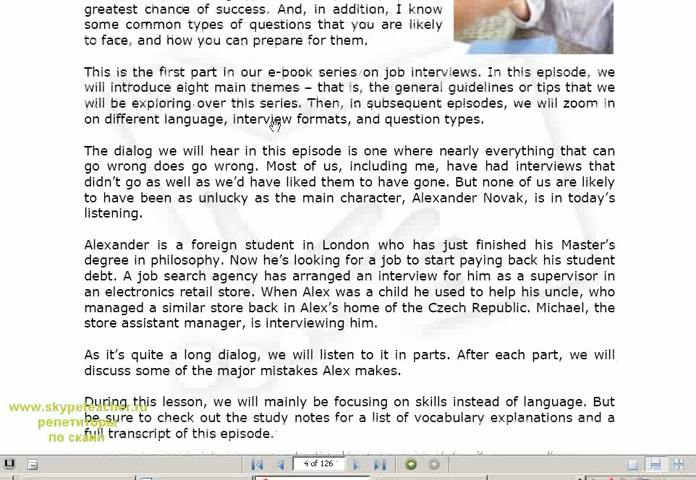 greatest chance of success. And, in addition, I know
some common types of questions that you are likely
to face, and how you can prepare for them.
This is the first part in our e-book series on job interviews. In this episode, we
will introduce eight main themes – that is, the general guidelines or tips that we
will be exploring over this series. Then, in subsequent episodes, we will zoom in
on different language, interview formats, and question types.
The dialog we will hear in this episode is one where nearly everything that can
go wrong does go wrong. Most of us, including me, have had interviews that
didn't go as well as we'd have liked them to have gone. But none of us are likely
to have been as unlucky as the main character, Alexander Novak, is in today's
listening.
Alexander is a foreign student in London who has just finished his Master's
degree in philosophy. Now he's looking for a job to start paying back his student
debt. A job search agency has arranged an interview for him as a supervisor in
an electronics retail store. When Alex was a child he used to help his uncle, who
managed a similar store back in Alex's home of the Czech Republic. Michael, the
store assistant manager, is interviewing him.
As it's quite a long dialog, we will listen to it in parts. After each part, we will
discuss some of the major mistakes Alex makes.
During this lesson, we will mainly be focusing on skills instead of language. But
be sure to check out the study notes for a list of vocabulary explanations and a
full transcript of this episode.
www.skypeteacher.ru
репетиторы
по скайп
4 of 126